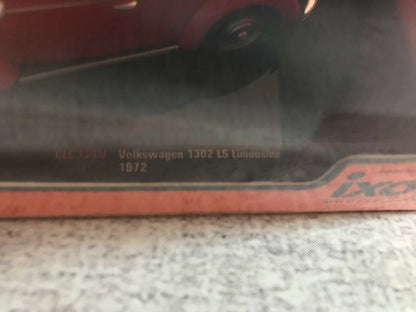 Volkswagen 1302 LS Limousine
1972
ixo